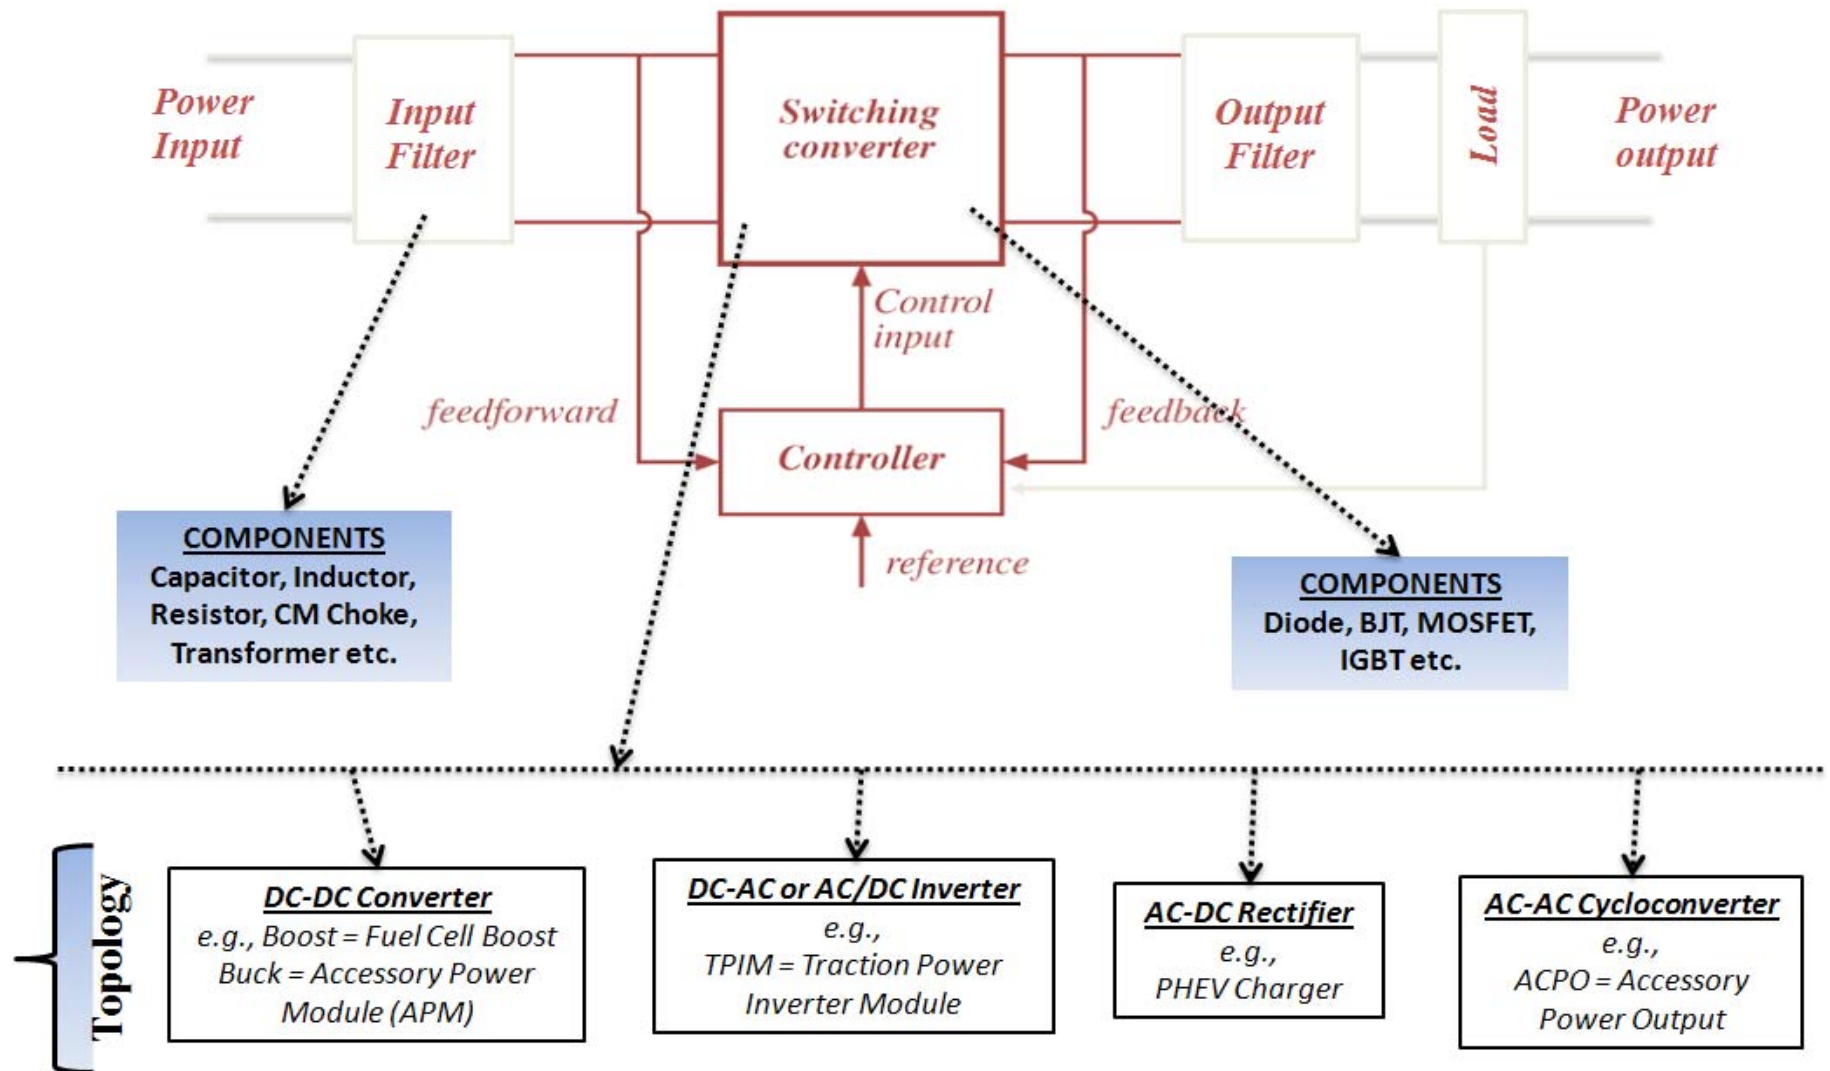 Power
Input
Input
Filter
Switching
converter
Output
Filter
Load
Power
output
Control
input
feedforward
feedback
Controller
reference
COMPONENTS
Capacitor, Inductor,
Resistor, CM Choke,
Transformer etc.
COMPONENTS
Diode, BJT, MOSFET,
IGBT etc.
Topology
DC-DC Converter
e.g., Boost = Fuel Cell Boost
Buck = Accessory Power
Module (APM)
DC-AC or AC/DC Inverter
e.g.,
TPIM = Traction Power
Inverter Module
AC-DC Rectifier
e.g.,
PHEV Charger
AC-AC Cycloconverter
e.g.,
ACPO = Accessory
Power Output